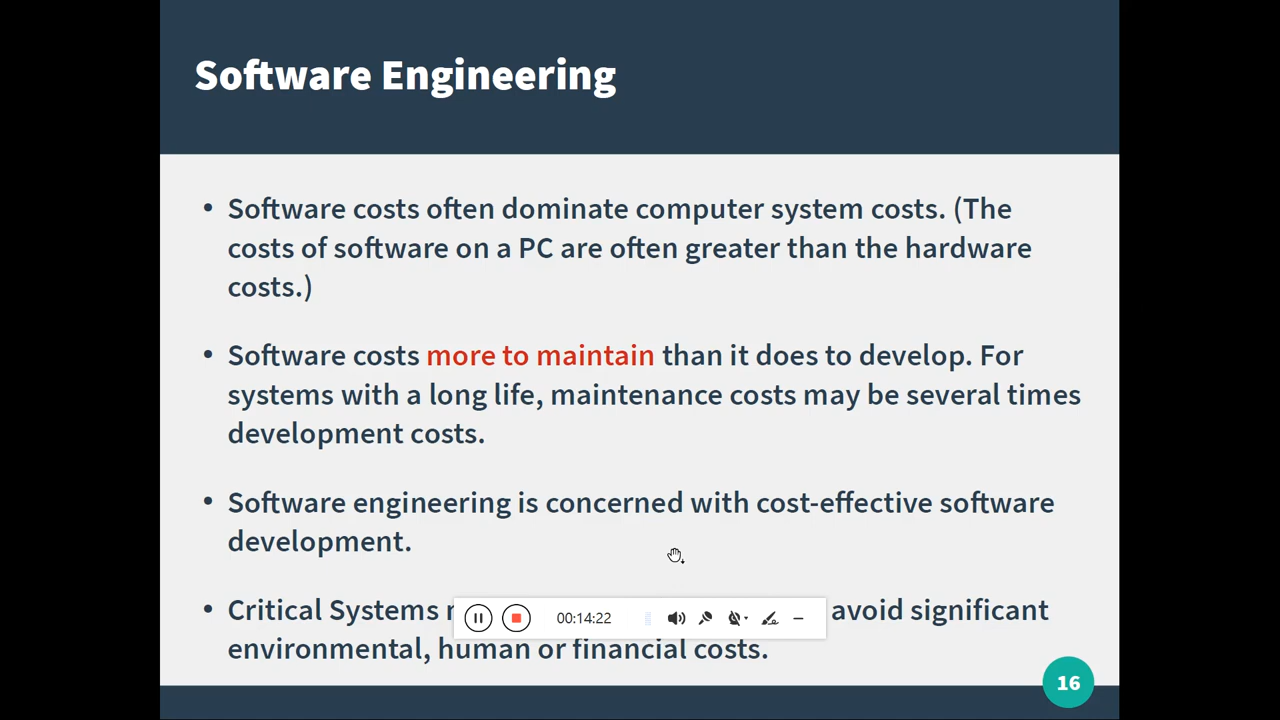 Software Engineering
• Software costs often dominate computer system costs. (The
costs of software on a PC are often greater than the hardware
costs.)
• Software costs more to maintain than it does to develop. For
systems with a long life, maintenance costs may be several times
development costs.
• Software engineering is concerned with cost-effective software
development.
• Critical Systems avoid significant
00:14:22
environmental, human or financial costs.
16